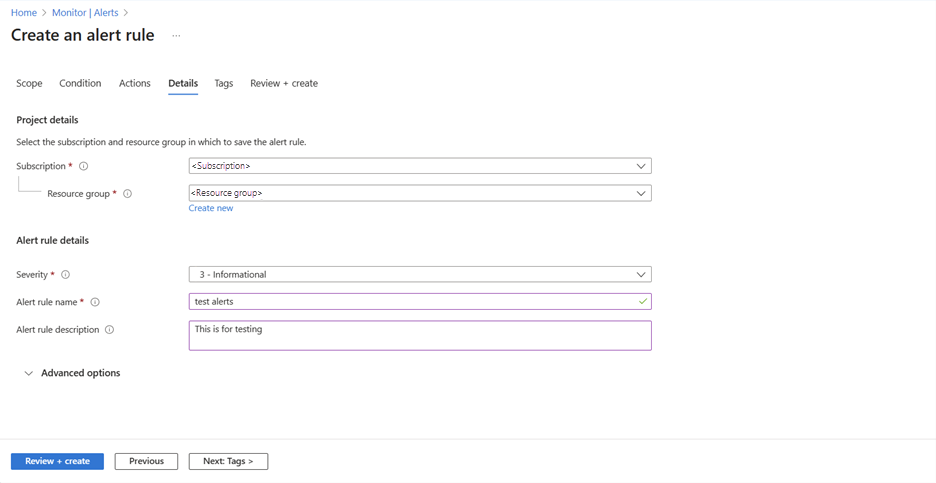 Home > Monitor | Alerts >
Create an alert rule ...
Scope Condition Actions Details Tags Review + create
Project details
Select the subscription and resource group in which to save the alert rule.
Subscription * <Subscription>
Resource group * <Resource group>
Create new
Alert rule details
Severity * 3 - Informational
Alert rule name * test alerts
Alert rule description This is for testing
Advanced options
Review + create Previous Next: Tags >